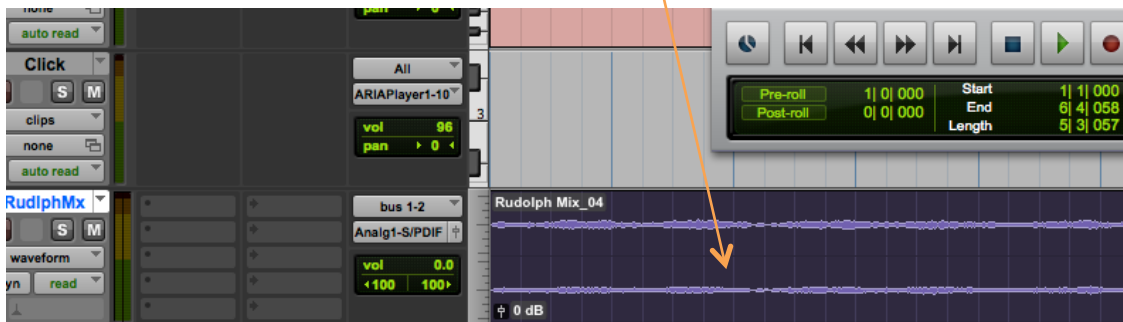 none
pan 0
auto read
Click
S M
All
ARIAPlayer1-10
3
clips
vol 96
none
pan 0
auto read
RudlphMx
S M
bus 1-2
Analg1-S/PDIF
waveform
vol 0.0
yn read
100 100
Rudolph Mix_04
0 dB
Pre-roll 1| 0| 000
Post-roll 0| 0| 000
Start 1| 1| 000
End 6| 4| 058
Length 5| 3| 057